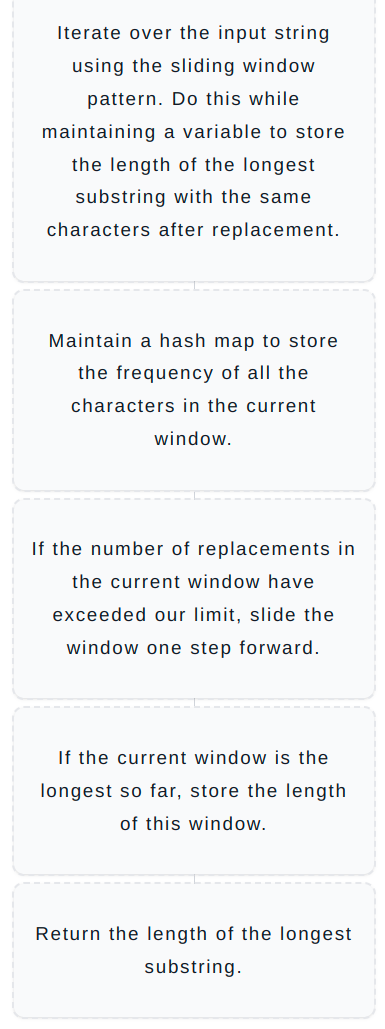 Iterate over the input string
using the sliding window
pattern. Do this while
maintaining a variable to store
the length of the longest
substring with the same
characters after replacement.
Maintain a hash map to store
the frequency of all the
characters in the current
window.
If the number of replacements in
the current window have
exceeded our limit, slide the
window one step forward.
If the current window is the
longest so far, store the length
of this window.
Return the length of the longest
substring.